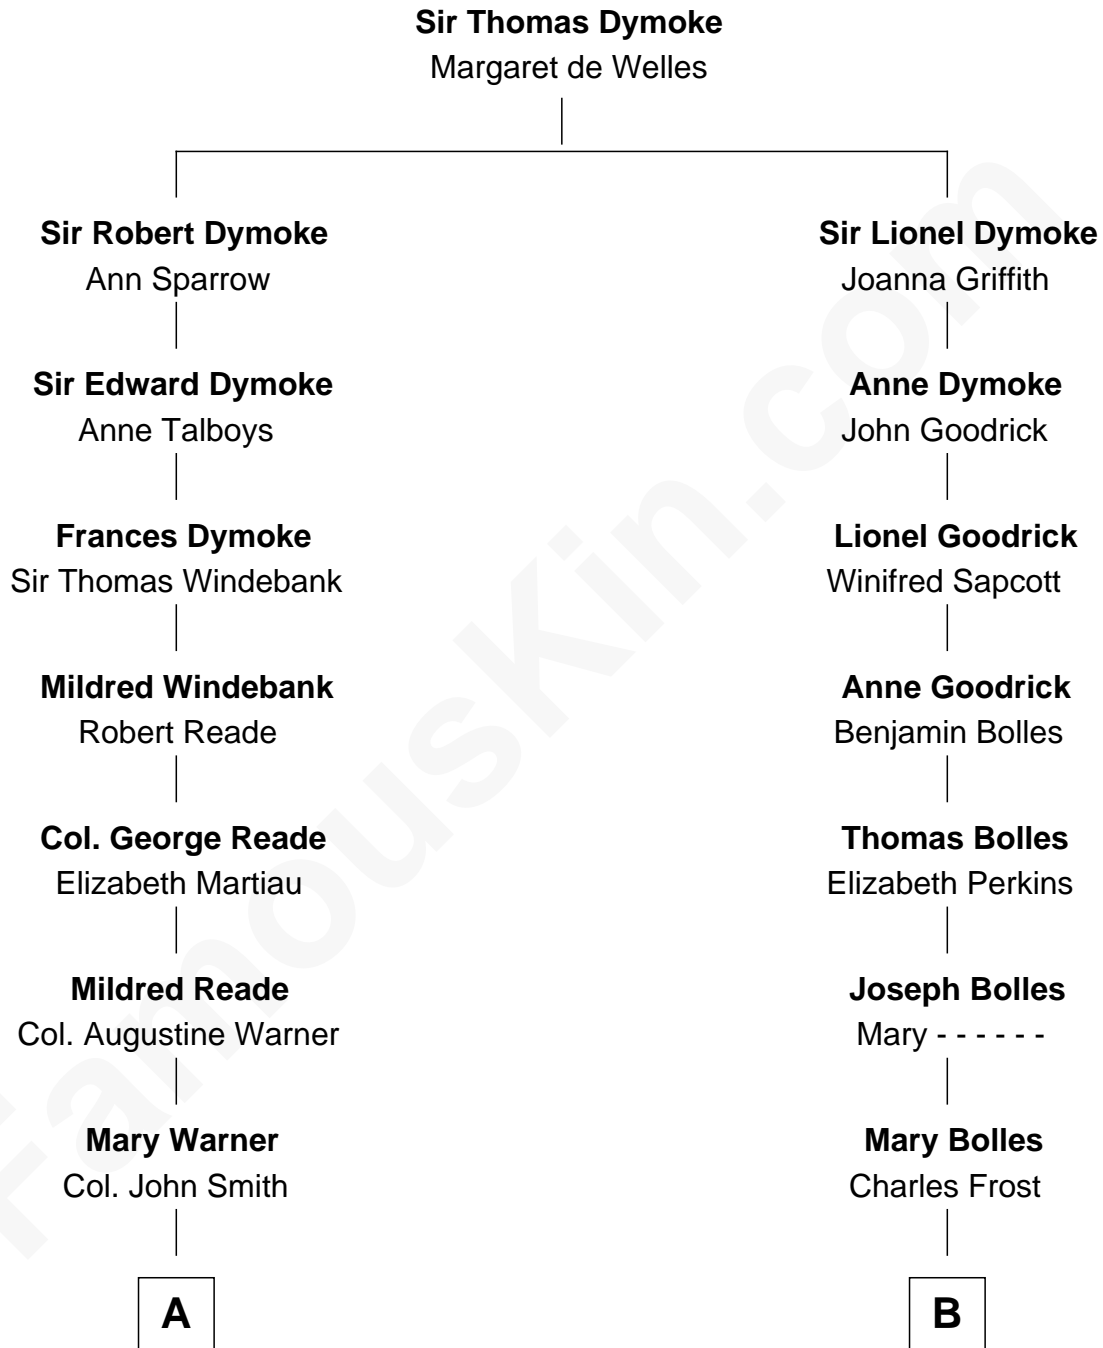 Sir Thomas Dymoke
Margaret de Welles
Sir Robert Dymoke
Ann Sparrow
Sir Lionel Dymoke
Joanna Griffith
Sir Edward Dymoke
Anne Talboys
Anne Dymoke
John Goodrick
Frances Dymoke
Sir Thomas Windebank
Lionel Goodrick
Winifred Sapcott
Mildred Windebank
Robert Reade
Anne Goodrick
Benjamin Bolles
Col. George Reade
Elizabeth Martiau
Thomas Bolles
Elizabeth Perkins
Mildred Reade
Col. Augustine Warner
Joseph Bolles
Mary - - - - - -
Mary Warner
Col. John Smith
Mary Bolles
Charles Frost
A
B
FamousKin.com